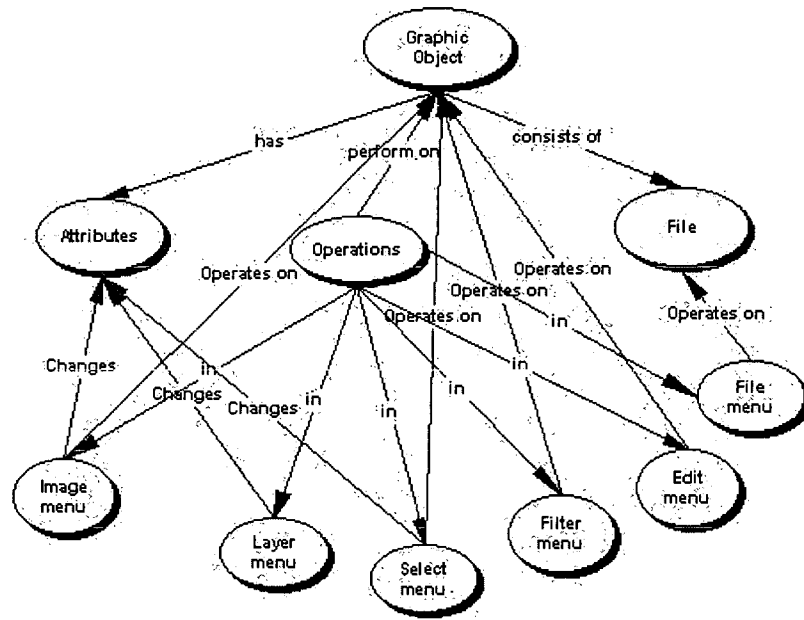 Graphic
Object
has
perform on
consists of
Attributes
Operations
File
Operates on
Operates on
Operates on
Operates on
Operates on
in
Changes
in
Changes
Changes
in
in
in
in
File
menu
Image
menu
Layer
menu
Select
menu
Filter
menu
Edit
menu